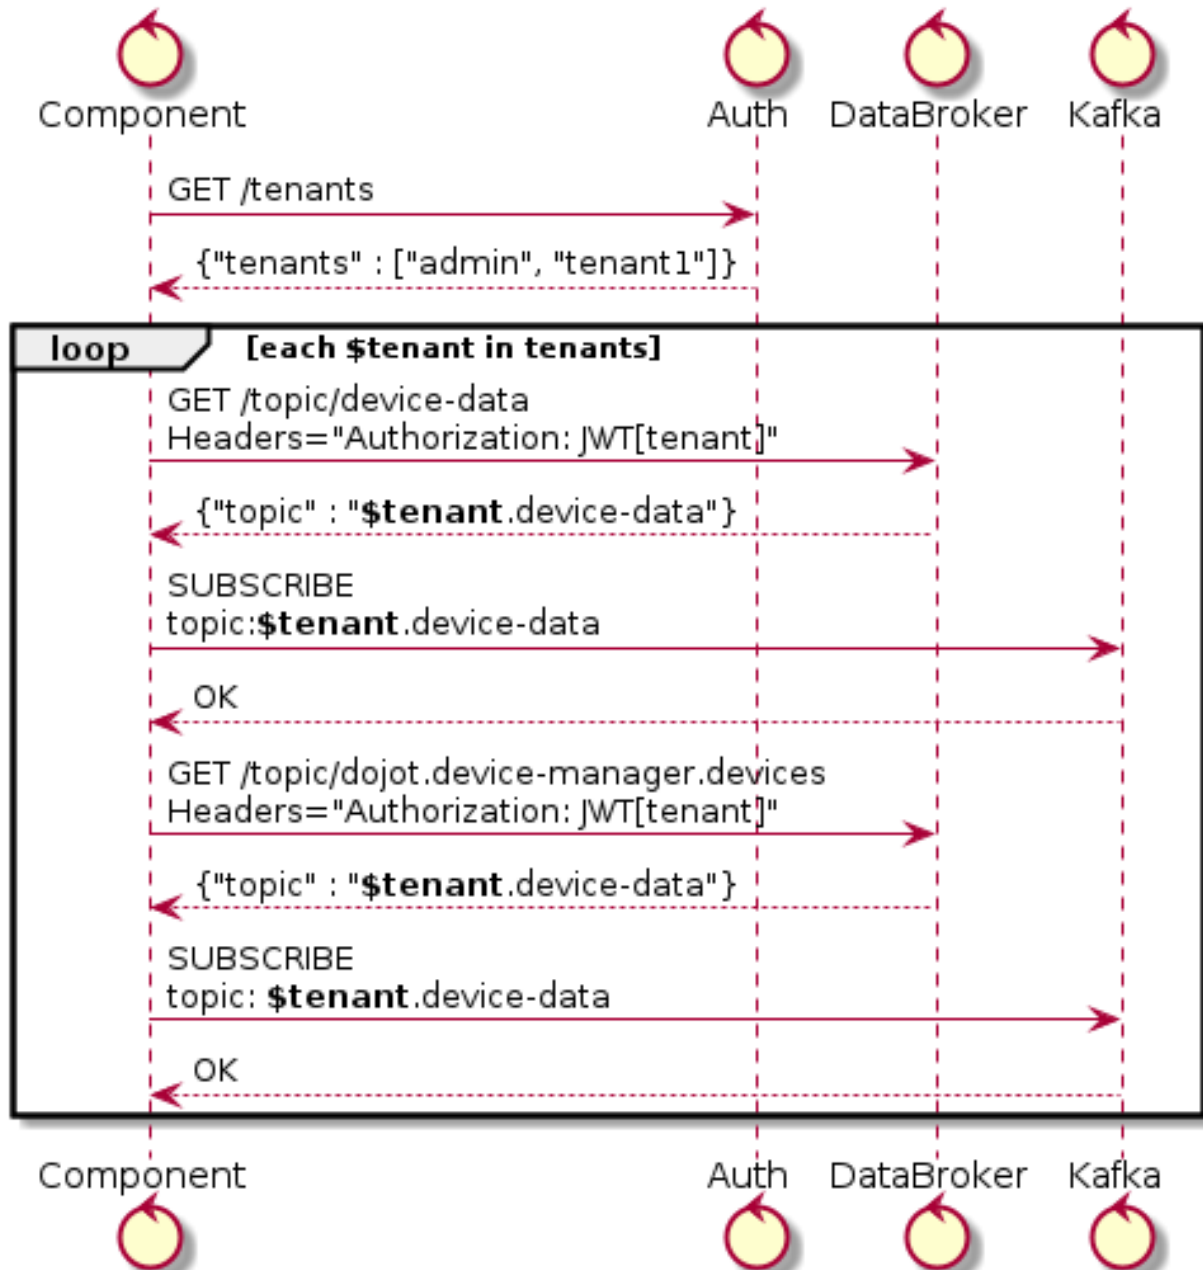 Component Auth DataBroker Kafka
GET /tenants
{"tenants" : ["admin", "tenant1"]}
loop [each $tenant in tenants]
GET /topic/device-data
Headers="Authorization: JWT[tenant]"
{"topic" : "$tenant.device-data"}
SUBSCRIBE
topic:$tenant.device-data
OK
GET /topic/dojot.device-manager.devices
Headers="Authorization: JWT[tenant]"
{"topic" : "$tenant.device-data"}
SUBSCRIBE
topic: $tenant.device-data
OK
Component Auth DataBroker Kafka